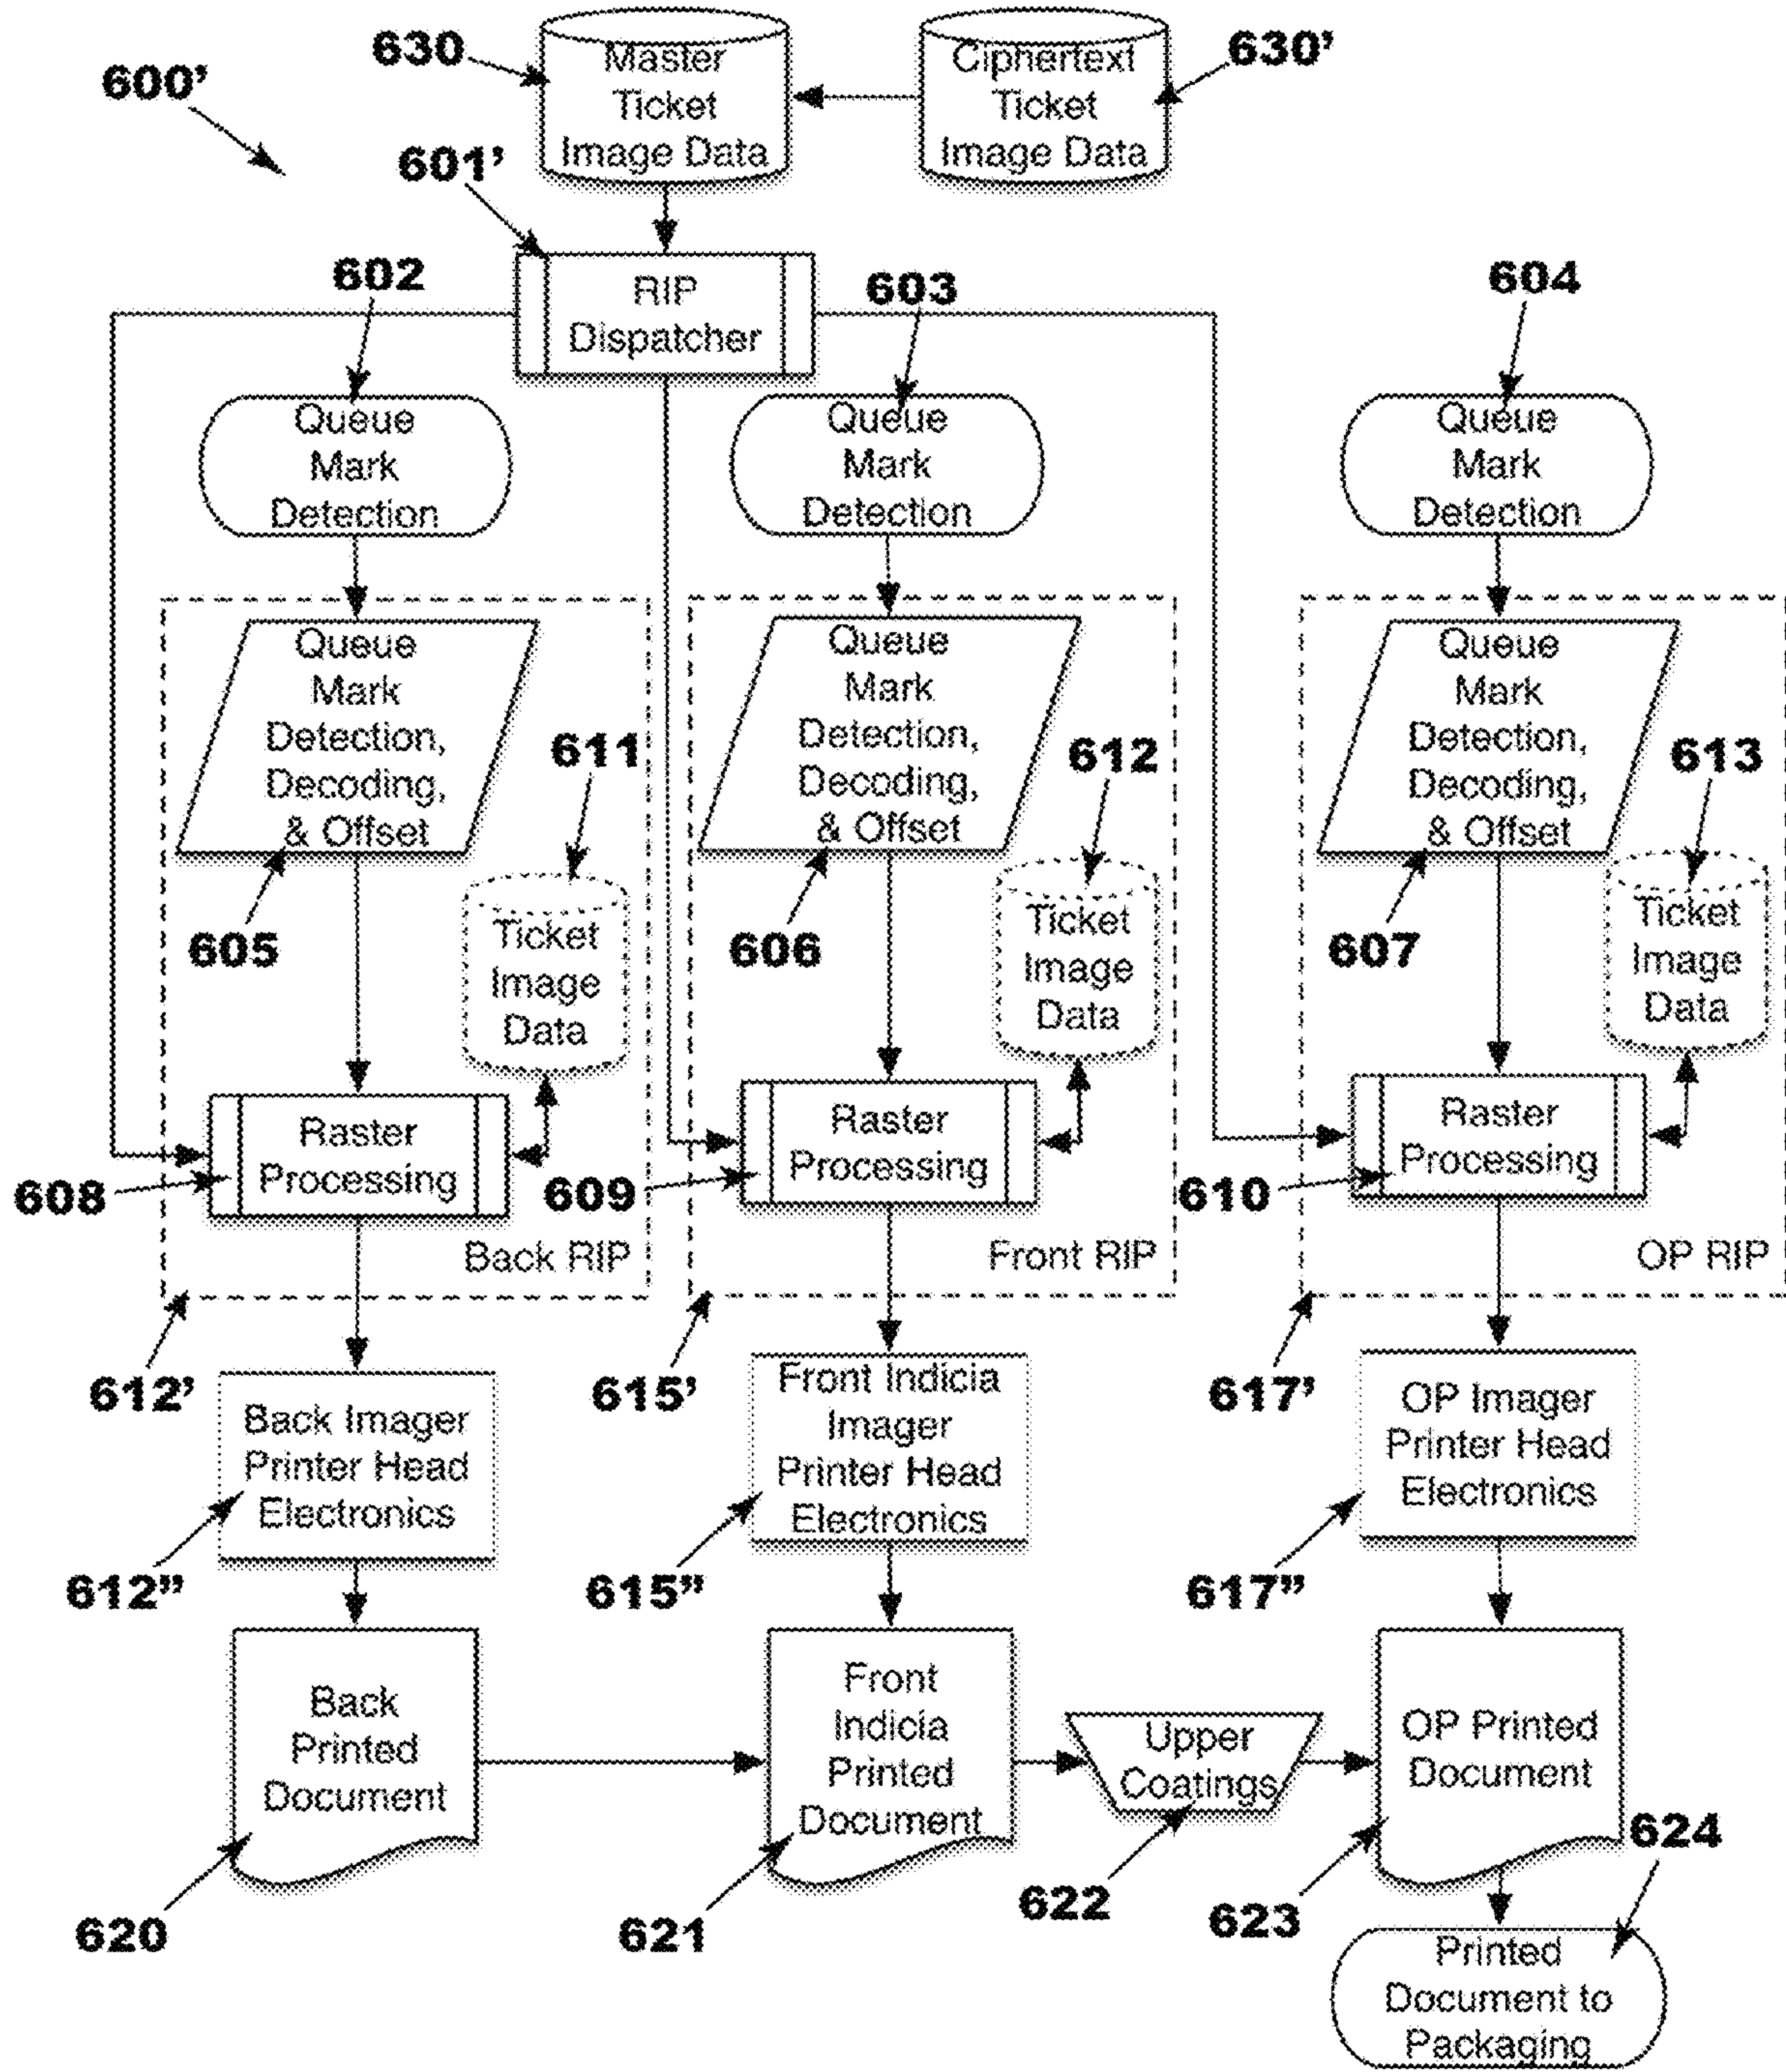 600'
630
Master
Ticket
Image Data
Ciphertext
Ticket
Image Data
630'
601'
RIP
Dispatcher
602
Queue
Mark
Detection
603
Queue
Mark
Detection
604
Queue
Mark
Detection
Queue
Mark
Detection,
Decoding,
& Offset
605
611
Ticket
Image
Data
Raster
Processing
608
Back RIP
612'
Queue
Mark
Detection,
Decoding,
& Offset
606
612
Ticket
Image
Data
Raster
Processing
609
Front RIP
615'
Queue
Mark
Detection,
Decoding,
& Offset
607
613
Ticket
Image
Data
Raster
Processing
610
OP RIP
617'
Back Imager
Printer Head
Electronics
612”
Front Indicia
Imager
Printer Head
Electronics
615”
OP Imager
Printer Head
Electronics
617”
Back
Printed
Document
620
Front
Indicia
Printed
Document
621
Upper
Coatings
622
OP Printed
Document
623
624
Printed
Document to
Packaging